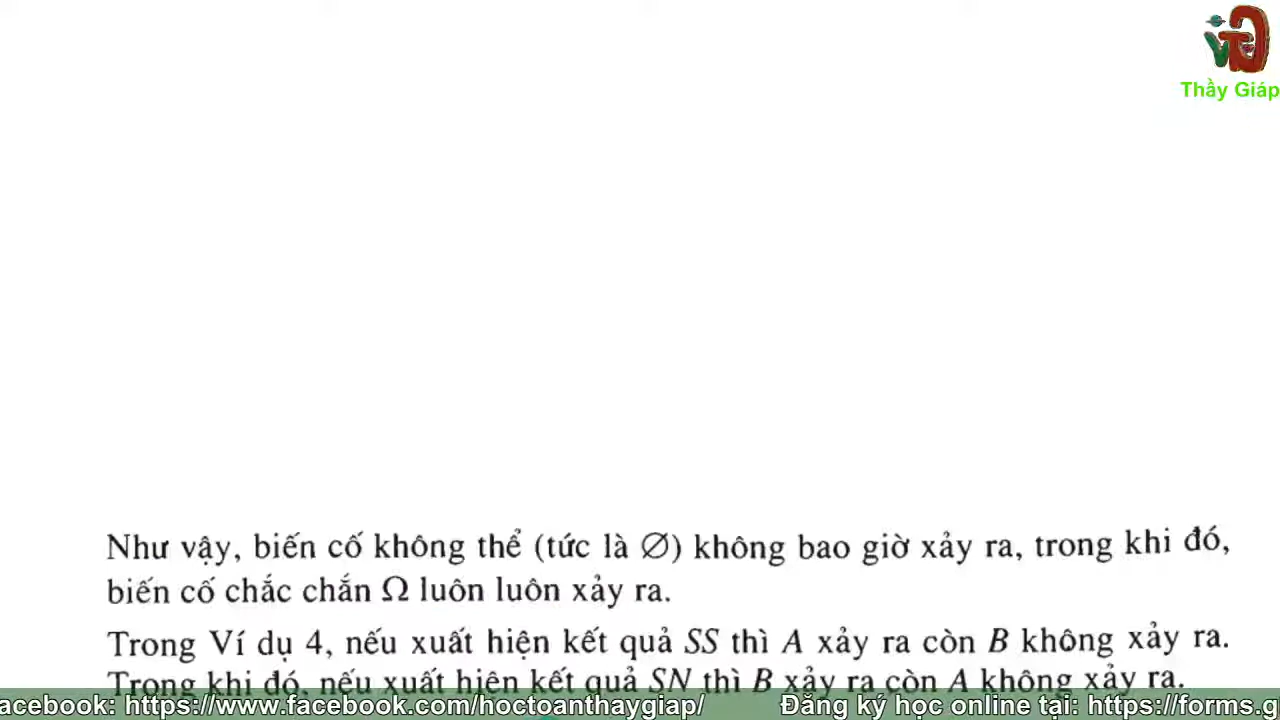 Thầy Giáp
Như vậy, biến cố không thể (tức là ∅) không bao giờ xảy ra, trong khi đó,
biến cố chắc chắn Ω luôn luôn xảy ra.
Trong Ví dụ 4, nếu xuất hiện kết quả SS thì A xảy ra còn B không xảy ra.
Trong khi đó, nếu xuất hiện kết quả SN thì B xảy ra còn A không xảy ra.
acebook: https://www.facebook.com/hoctoanthaygiap/ Đăng ký học online tại: https://forms.g